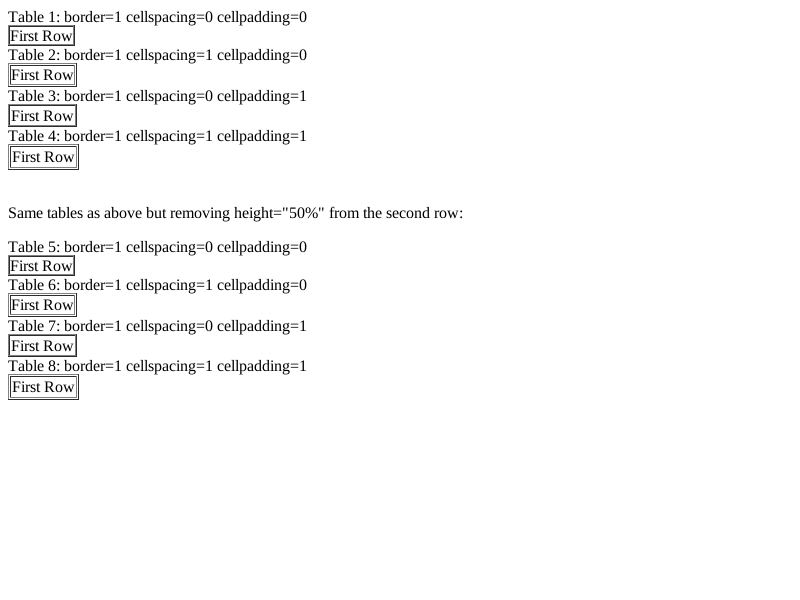 Table 1: border=1 cellspacing=0 cellpadding=0
First Row
Table 2: border=1 cellspacing=1 cellpadding=0
First Row
Table 3: border=1 cellspacing=0 cellpadding=1
First Row
Table 4: border=1 cellspacing=1 cellpadding=1
First Row
Same tables as above but removing height="50%" from the second row:
Table 5: border=1 cellspacing=0 cellpadding=0
First Row
Table 6: border=1 cellspacing=1 cellpadding=0
First Row
Table 7: border=1 cellspacing=0 cellpadding=1
First Row
Table 8: border=1 cellspacing=1 cellpadding=1
First Row